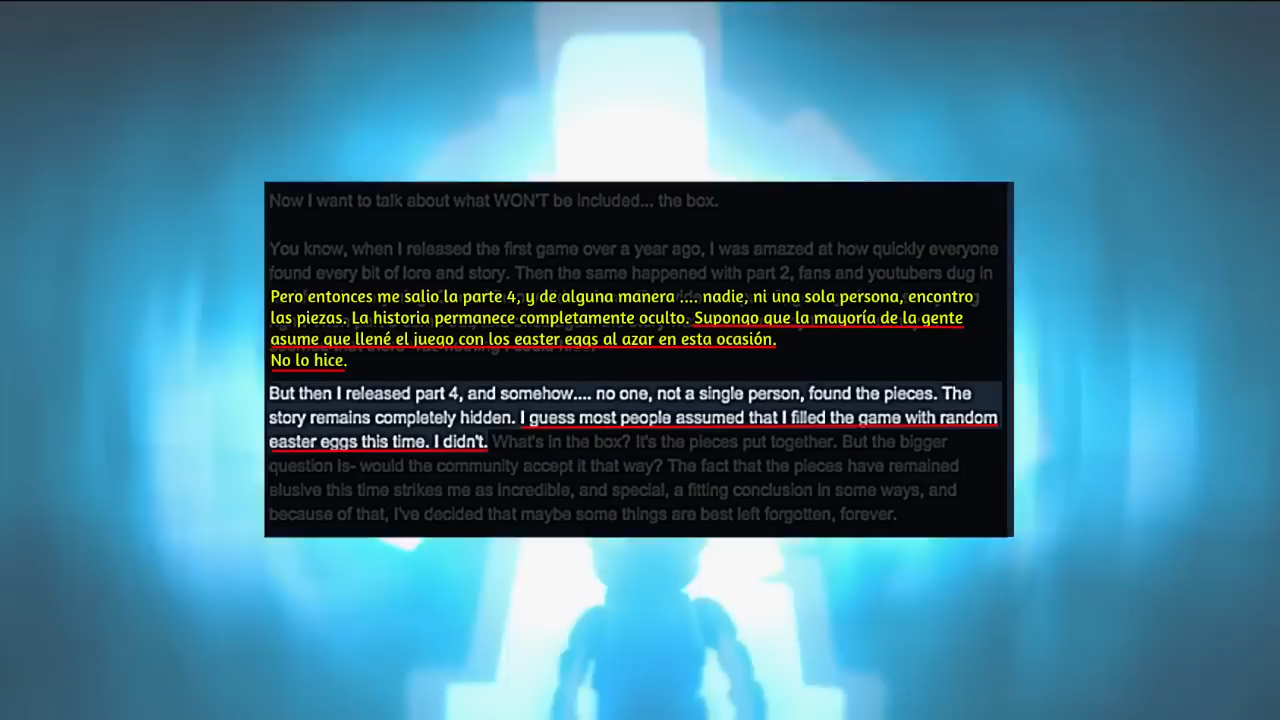 Now I want to talk about what WON'T be included... the box.
You know, when I released the first game over a year ago, I was amazed at how quickly everyone
found every bit of lore and story. Then the same happened with part 2, fans and youtubers dug in
Pero entonces me salio la parte 4, y de alguna manera .... nadie, ni una sola persona, encontro
las piezas. La historia permanece completamente oculto. Supongo que la mayoría de la gente
asume que llené el juego con los easter eggs al azar en esta ocasión.
No lo hice.
But then I released part 4, and somehow.... no one, not a single person, found the pieces. The
story remains completely hidden. I guess most people assumed that I filled the game with random
easter eggs this time. I didn't. What's in the box? It's the pieces put together. But the bigger
question is- would the community accept it that way? The fact that the pieces have remained
elusive this time strikes me as incredible, and special, a fitting conclusion in some ways, and
because of that, I've decided that maybe some things are best left forgotten, forever.